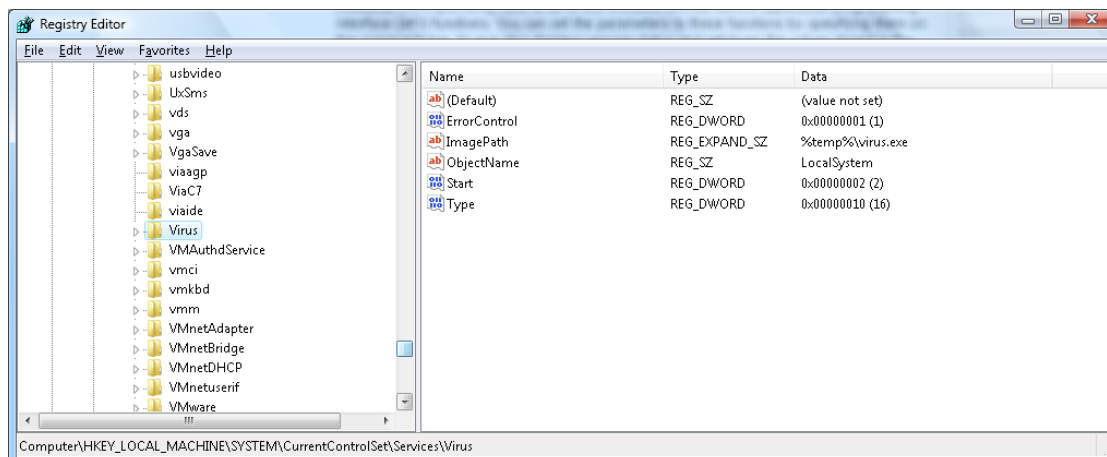 Registry Editor
File Edit View Favorites Help
usbvideo
UxSms
vds
vga
VgaSave
viaagp
ViaC7
viaide
Virus
VMAuthdService
vmci
vmkbd
vmm
VMnetAdapter
VMnetBridge
VMnetDHCP
VMnetuserif
VMware
Name Type Data
(Default) REG_SZ (value not set)
ErrorControl REG_DWORD 0x00000001 (1)
ImagePath REG_EXPAND_SZ %temp%\virus.exe
ObjectName REG_SZ LocalSystem
Start REG_DWORD 0x00000002 (2)
Type REG_DWORD 0x00000010 (16)
Computer\HKEY_LOCAL_MACHINE\SYSTEM\CurrentControlSet\Services\Virus